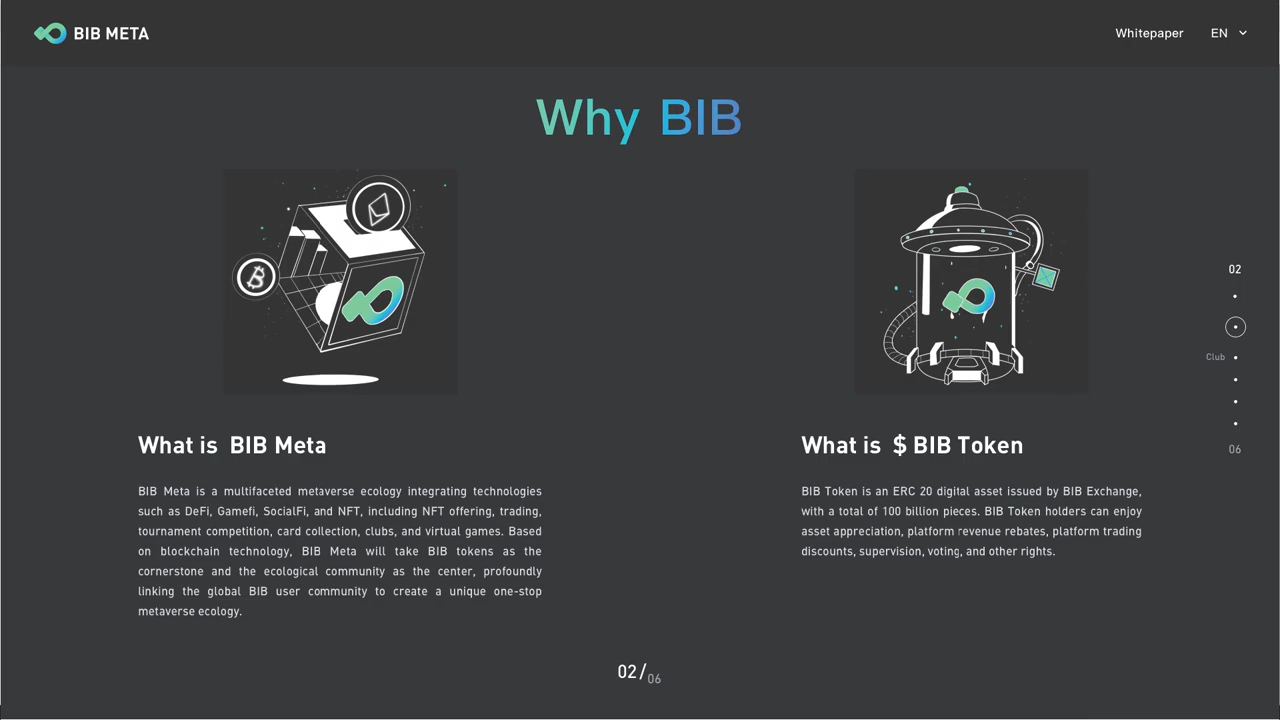 BIB META
Whitepaper
EN
Why BIB
What is BIB Meta
BIB Meta is a multifaceted metaverse ecology integrating technologies
such as DeFi, Gamefi, SocialFi, and NFT, including NFT offering, trading,
tournament competition, card collection, clubs, and virtual games. Based
on blockchain technology, BIB Meta will take BIB tokens as the
cornerstone and the ecological community as the center, profoundly
linking the global BIB user community to create a unique one-stop
metaverse ecology.
What is $ BIB Token
BIB Token is an ERC 20 digital asset issued by BIB Exchange,
with a total of 100 billion pieces. BIB Token holders can enjoy
asset appreciation, platform revenue rebates, platform trading
discounts, supervision, voting, and other rights.
02
Club
06
02/06